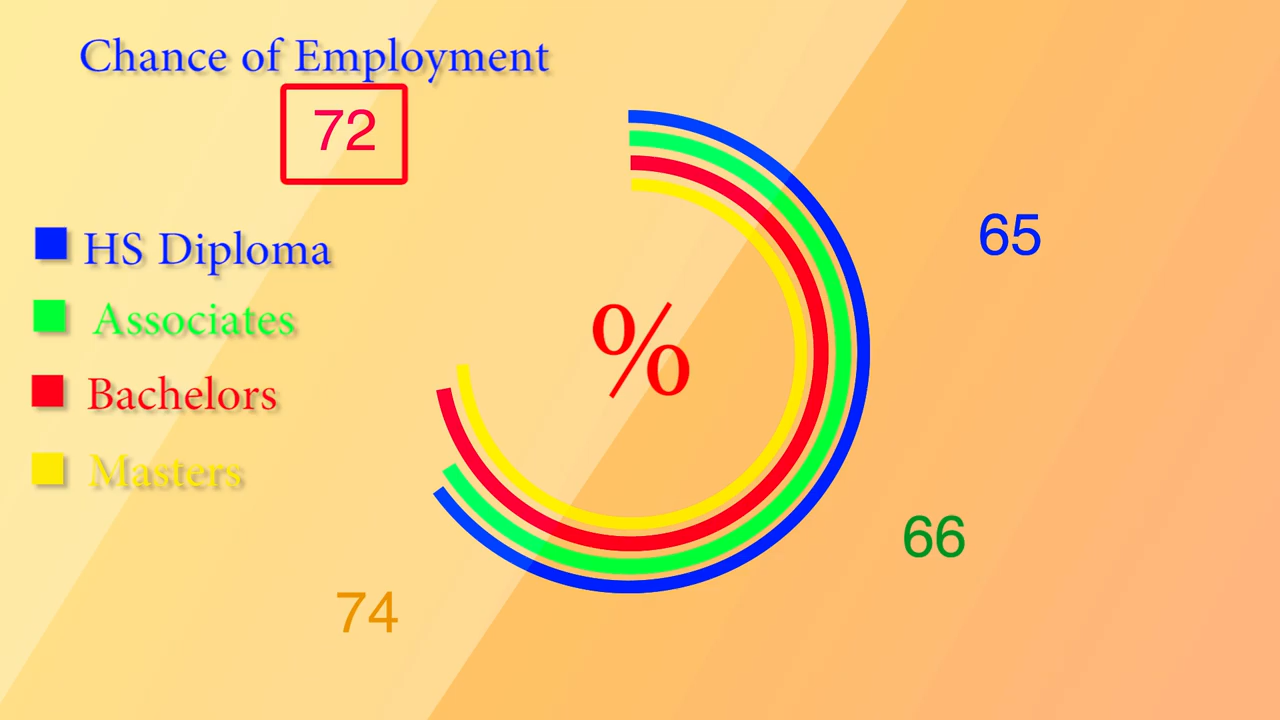 Chance of Employment
72
65
HS Diploma
Associates
%
Bachelors
Masters
66
74